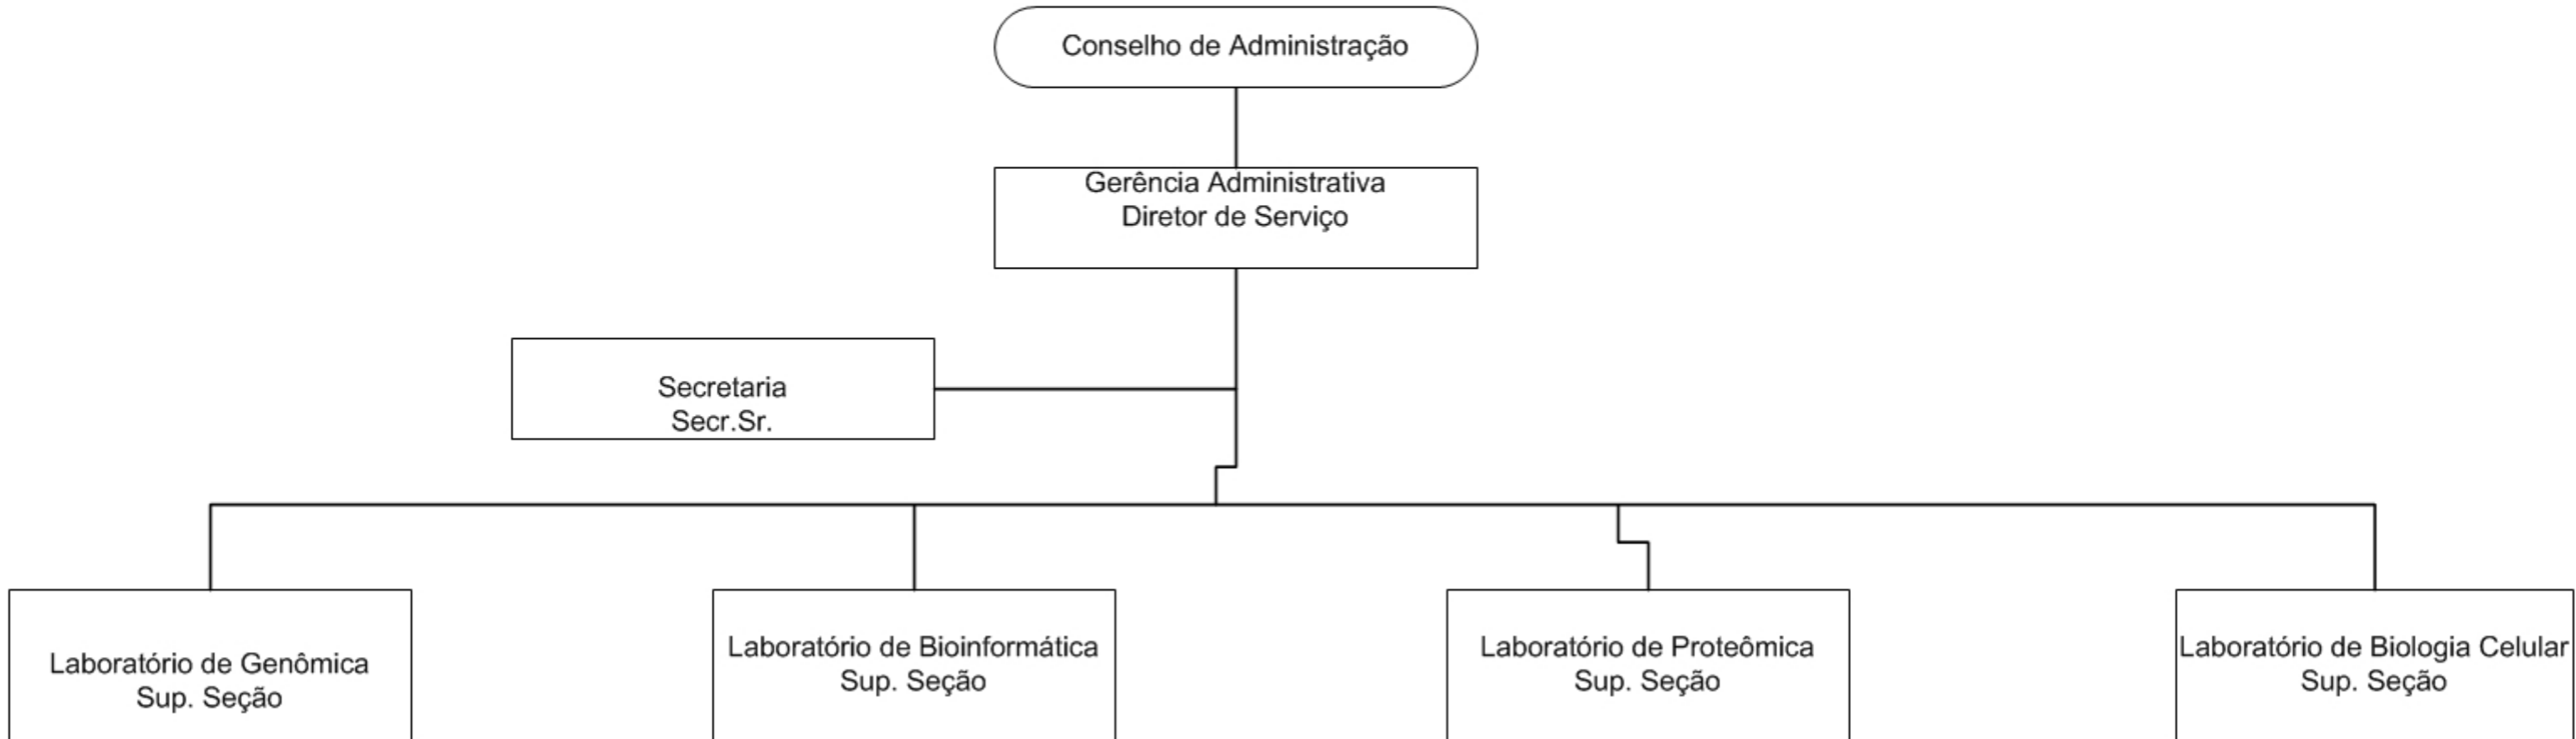 Conselho de Administração
Gerência Administrativa
Diretor de Serviço
Secretaria
Secr.Sr.
Laboratório de Genômica
Sup. Seção
Laboratório de Bioinformática
Sup. Seção
Laboratório de Proteômica
Sup. Seção
Laboratório de Biologia Celular
Sup. Seção